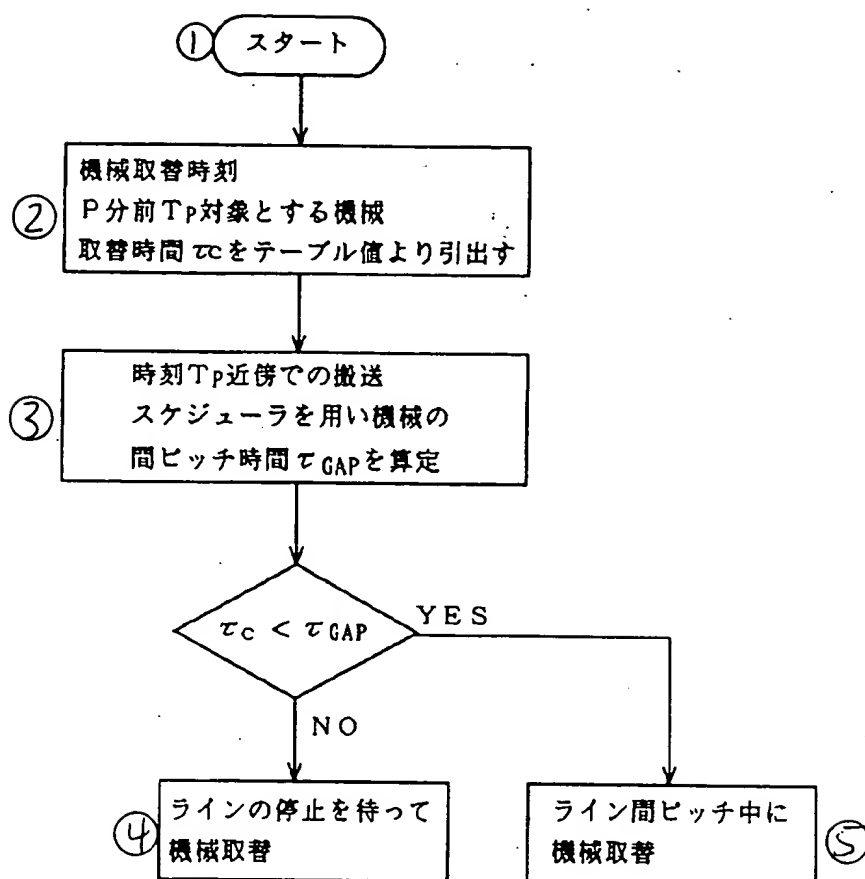 ① スタート
機械取替時刻
② P分前TP対象とする機械
取替時間τCをテーブル値より引出す
時刻TP近傍での搬送
③ スケジューラを用い機械の
間ピッチ時間τGAPを算定
τC < τGAP
YES
NO
ラインの停止を待って
④ 機械取替
ライン間ピッチ中に
機械取替 ⑤